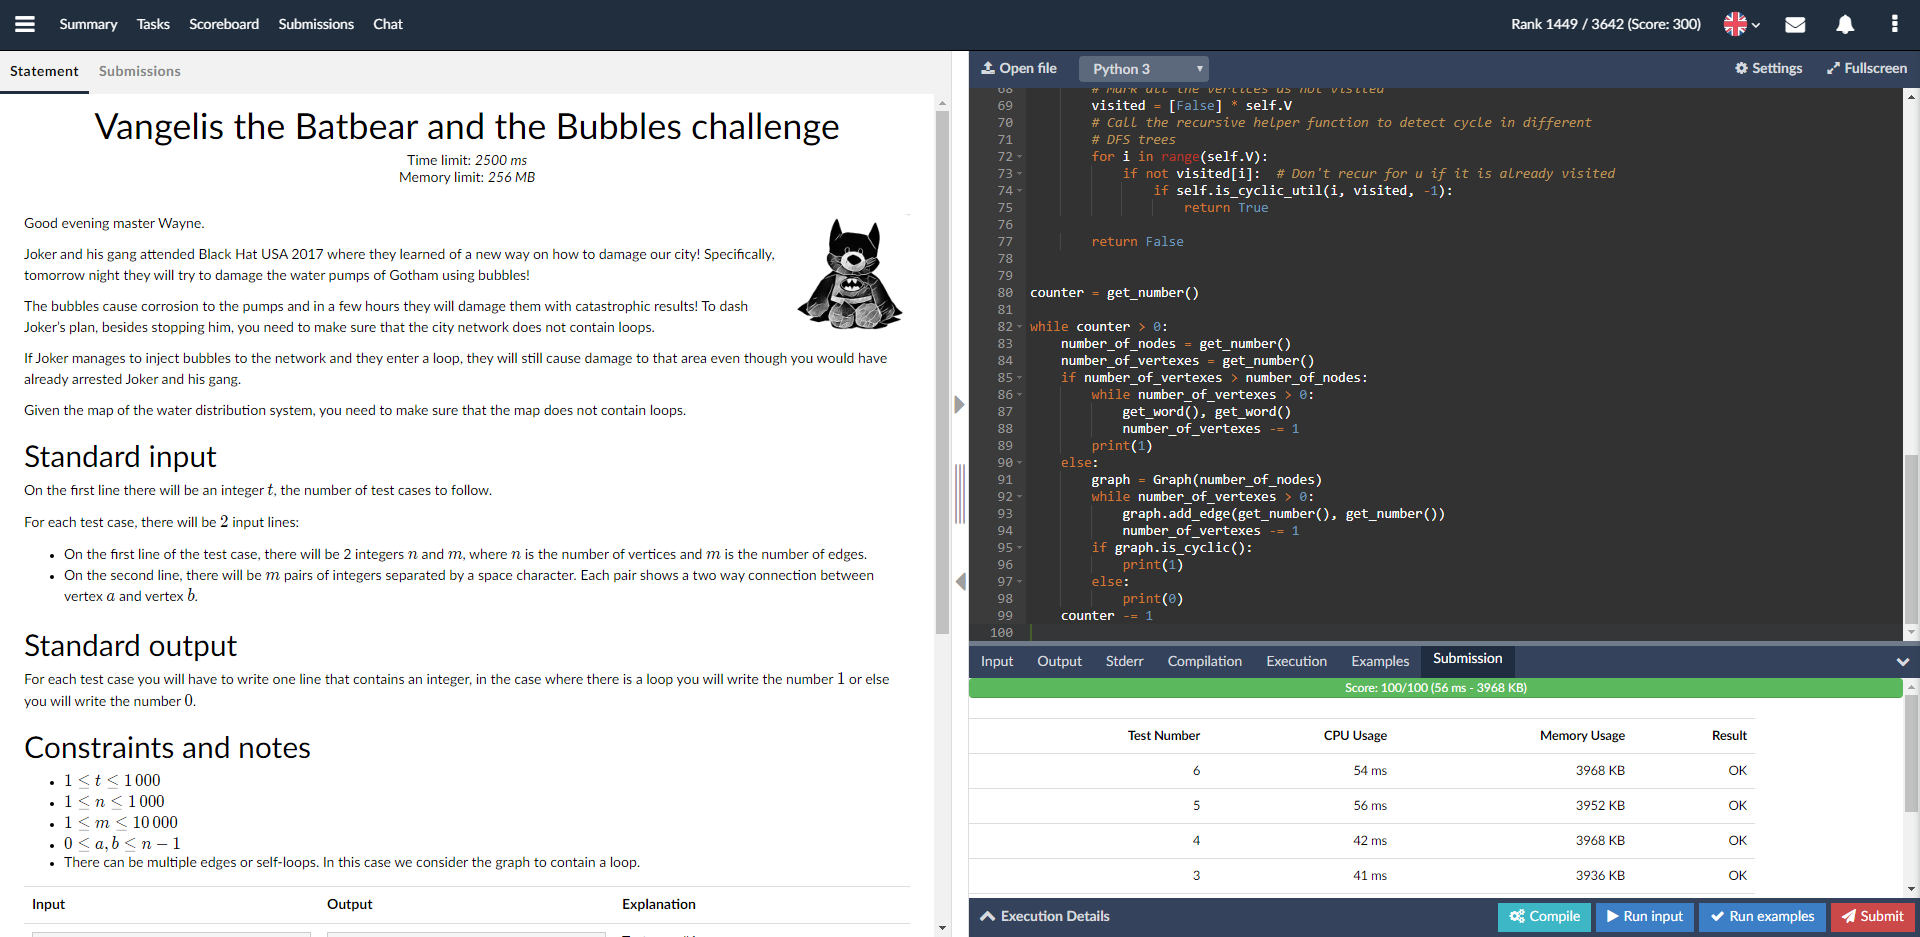 Summary Tasks Scoreboard Submissions Chat Rank 1449 / 3642 (Score: 300)
Statement Submissions
Vangelis the Batbear and the Bubbles challenge
Time limit: 2500 ms
Memory limit: 256 MB
Good evening master Wayne.
Joker and his gang attended Black Hat USA 2017 where they learned of a new way on how to damage our city! Specifically,
tomorrow night they will try to damage the water pumps of Gotham using bubbles!
The bubbles cause corrosion to the pumps and in a few hours they will damage them with catastrophic results! To dash
Joker's plan, besides stopping him, you need to make sure that the city network does not contain loops.
If Joker manages to inject bubbles to the network and they enter a loop, they will still cause damage to that area even though you would have
already arrested Joker and his gang.
Given the map of the water distribution system, you need to make sure that the map does not contain loops.
Standard input
On the first line there will be an integer t, the number of test cases to follow.
For each test case, there will be 2 input lines:
• On the first line of the test case, there will be 2 integers n and m, where n is the number of vertices and m is the number of edges.
• On the second line, there will be m pairs of integers separated by a space character. Each pair shows a two way connection between
vertex a and vertex b.
Standard output
For each test case you will have to write one line that contains an integer, in the case where there is a loop you will write the number 1 or else
you will write the number 0.
Constraints and notes
• 1 ≤ t ≤ 1 000
• 1 ≤ n ≤ 1 000
• 1 ≤ m ≤ 10 000
• 0 ≤ a, b ≤ n − 1
• There can be multiple edges or self-loops. In this case we consider the graph to contain a loop.
Input Output Explanation
Open file Python 3 Settings Fullscreen
68 # Mark all the vertices as not visited
69 visited = [False] * self.V
70 # Call the recursive helper function to detect cycle in different
71 # DFS trees
72 for i in range(self.V):
73 if not visited[i]: # Don't recur for u if it is already visited
74 if self.is_cyclic_util(i, visited, -1):
75 return True
76
77 return False
78
79
80 counter = get_number()
81
82 while counter > 0:
83 number_of_nodes = get_number()
84 number_of_vertexes = get_number()
85 if number_of_vertexes > number_of_nodes:
86 while number_of_vertexes > 0:
87 get_word(), get_word()
88 number_of_vertexes -= 1
89 print(1)
90 else:
91 graph = Graph(number_of_nodes)
92 while number_of_vertexes > 0:
93 graph.add_edge(get_number(), get_number())
94 number_of_vertexes -= 1
95 if graph.is_cyclic():
96 print(1)
97 else:
98 print(0)
99 counter -= 1
100
Input Output Stderr Compilation Execution Examples Submission
Score: 100/100 (56 ms - 3968 KB)
Test Number CPU Usage Memory Usage Result
6 54 ms 3968 KB OK
5 56 ms 3952 KB OK
4 42 ms 3968 KB OK
3 41 ms 3936 KB OK
Execution Details Compile Run input Run examples Submit